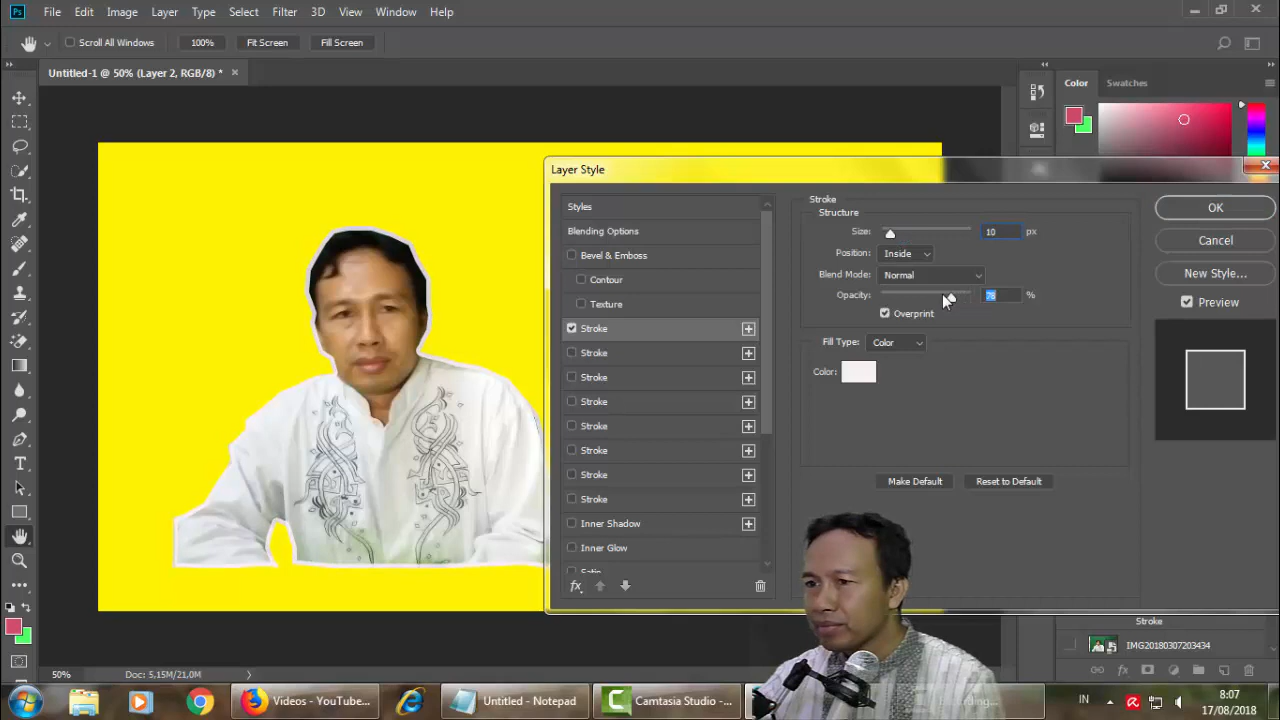 Ps File Edit Image Layer Type Select Filter 3D View Window Help
Scroll All Windows 100% Fit Screen Fill Screen
Untitled-1 @ 50% (Layer 2, RGB/8) * ×
Color Swatches
Layer Style
Styles
Blending Options
Bevel & Emboss
Contour
Texture
Stroke
Stroke
Stroke
Stroke
Stroke
Stroke
Stroke
Stroke
Inner Shadow
Inner Glow
Satin
fx
Stroke
Structure
Size: 10 px
Position: Inside
Blend Mode: Normal
Opacity: 78 %
Overprint
Fill Type: Color
Color:
Make Default Reset to Default
OK
Cancel
New Style...
Preview
Stroke
IMG20180307203434
fx
50% Doc: 5,15M/21,0M
Videos - YouTube... Untitled - Notepad Camtasia Studio -... IN 8:07
17/08/2018